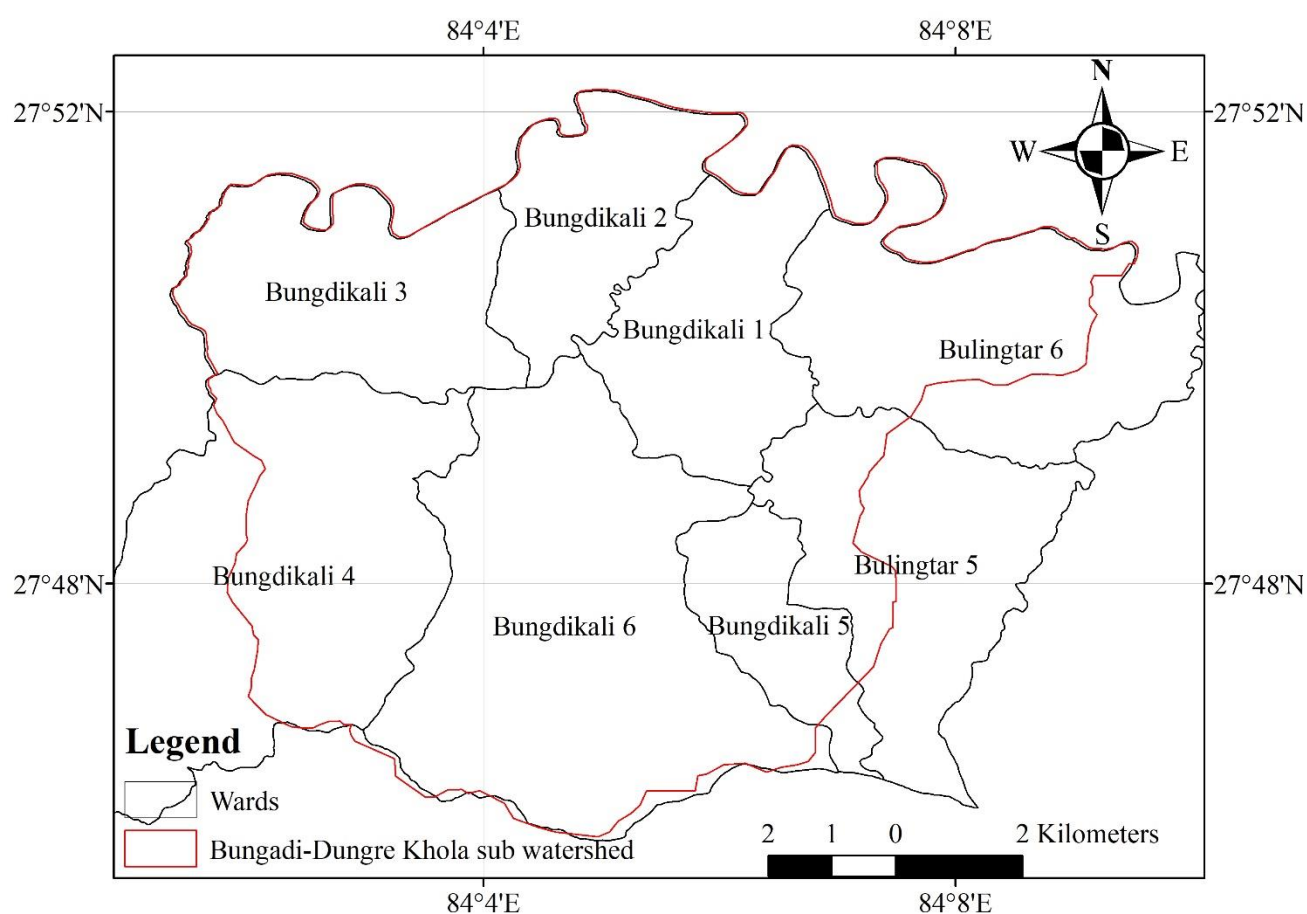 84°4'E
84°8'E
27°52'N
27°52'N
N
W
E
S
Bungdikali 2
Bungdikali 3
Bungdikali 1
Bulingtar 6
Bulingtar 5
27°48'N
27°48'N
Bungdikali 4
Bungdikali 6
Bungdikali 5
Legend
Wards
Bungadi-Dungre Khola sub watershed
2 1 0 2 Kilometers
84°4'E
84°8'E